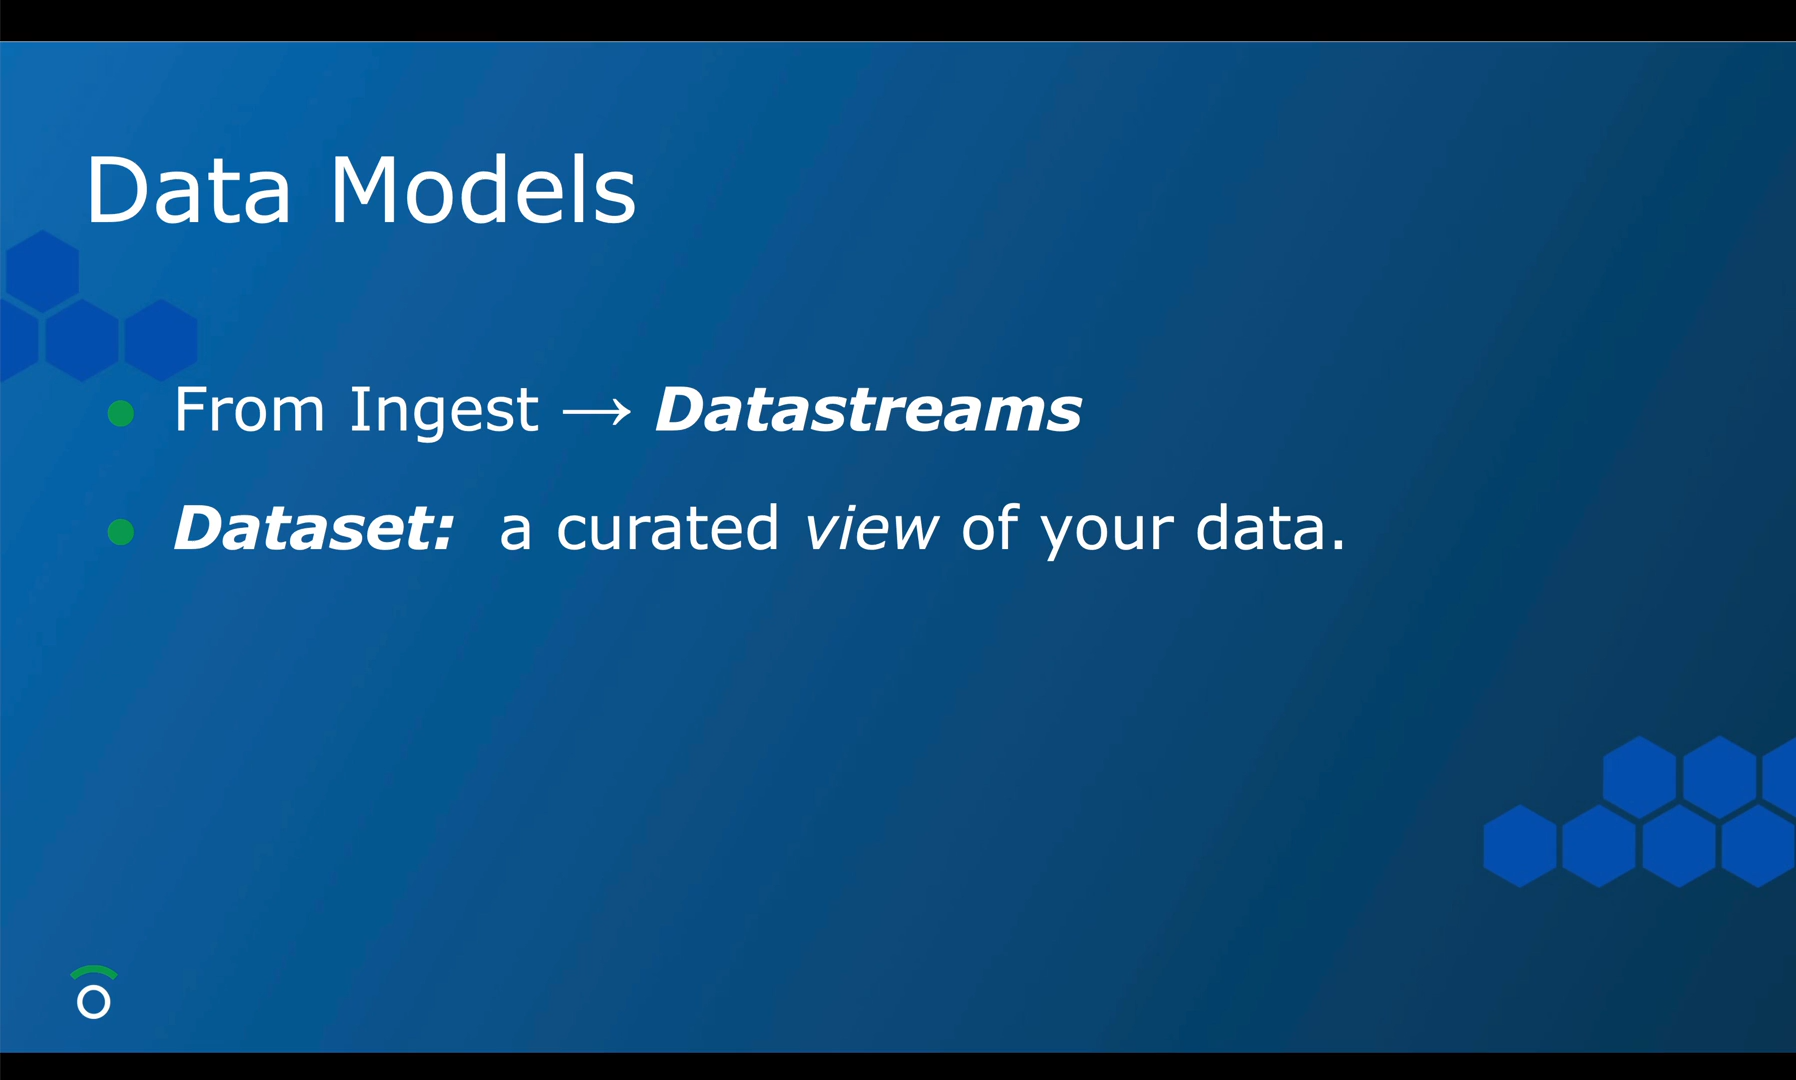 Data Models
From Ingest → Datastreams
Dataset: a curated view of your data.